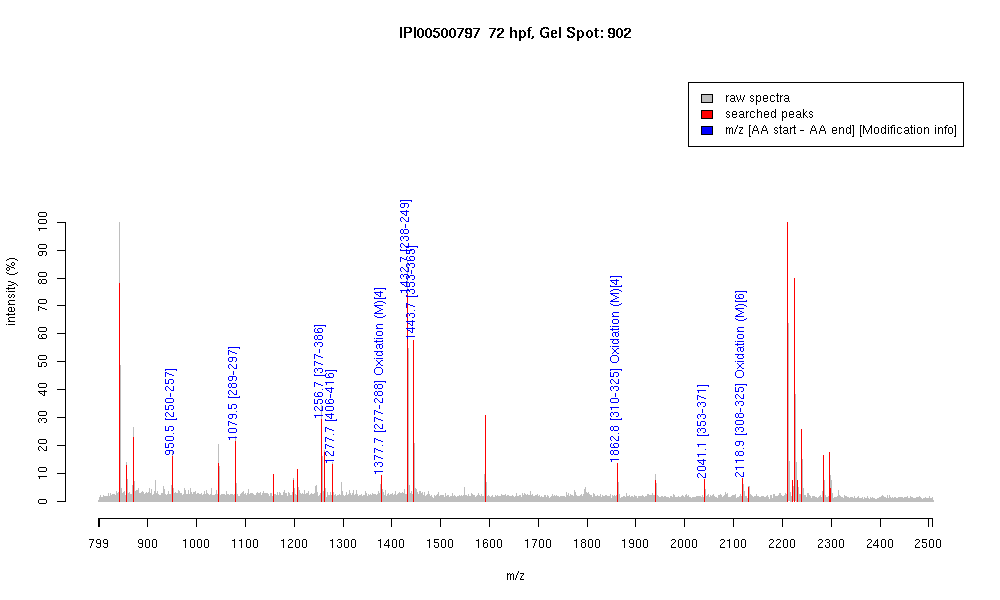 IPI00500797  72 hpf, Gel Spot: 902
raw spectra
searched peaks
m/z [AA start - AA end] [Modification info]
intensity (%)
100
90
80
70
60
50
40
30
20
10
0
950.5 [250-257]
1079.5 [289-297]
1256.7 [377-386]
1277.7 [406-416]
1377.7 [277-288] Oxidation (M)[4]
1432.7 [238-249]
1443.7 [353-365]
1862.8 [310-325] Oxidation (M)[4]
2041.1 [353-371]
2118.9 [308-325] Oxidation (M)[6]
799 900 1000 1100 1200 1300 1400 1500 1600 1700 1800 1900 2000 2100 2200 2300 2400 2500
m/z